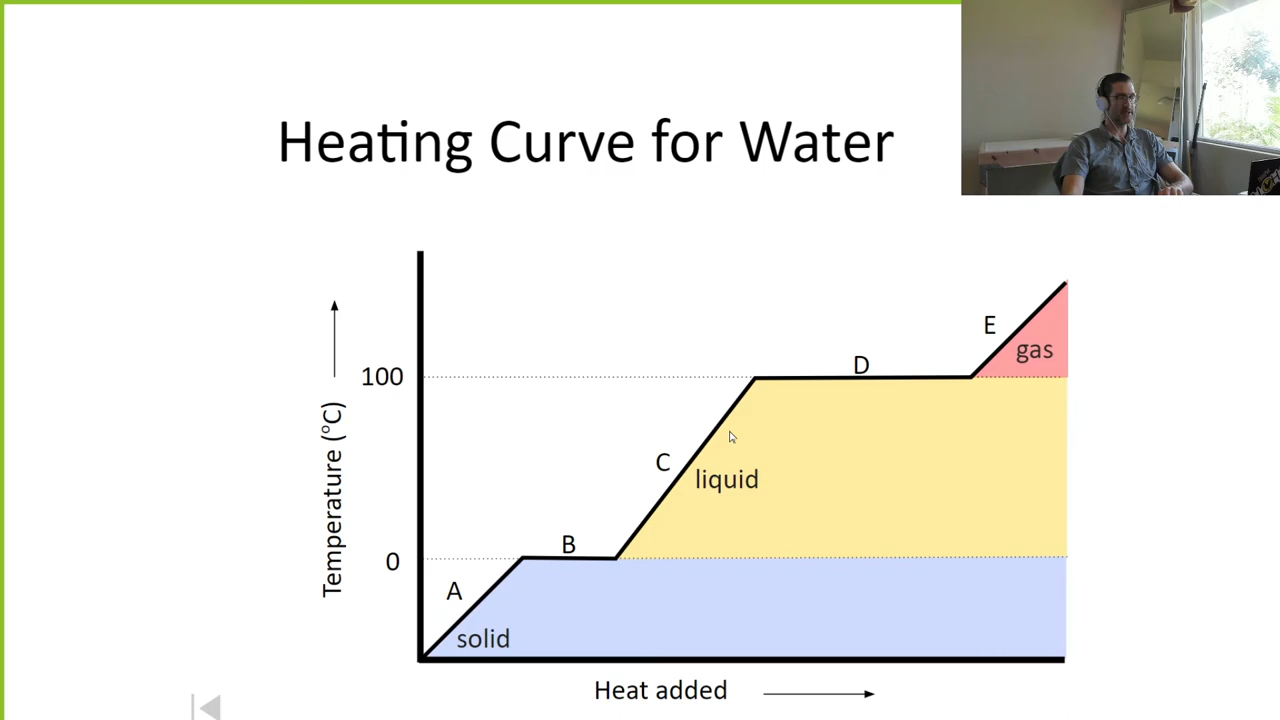 Heating Curve for Water
E
gas
D
100
Temperature (°C)
C
liquid
B
0
A
solid
Heat added